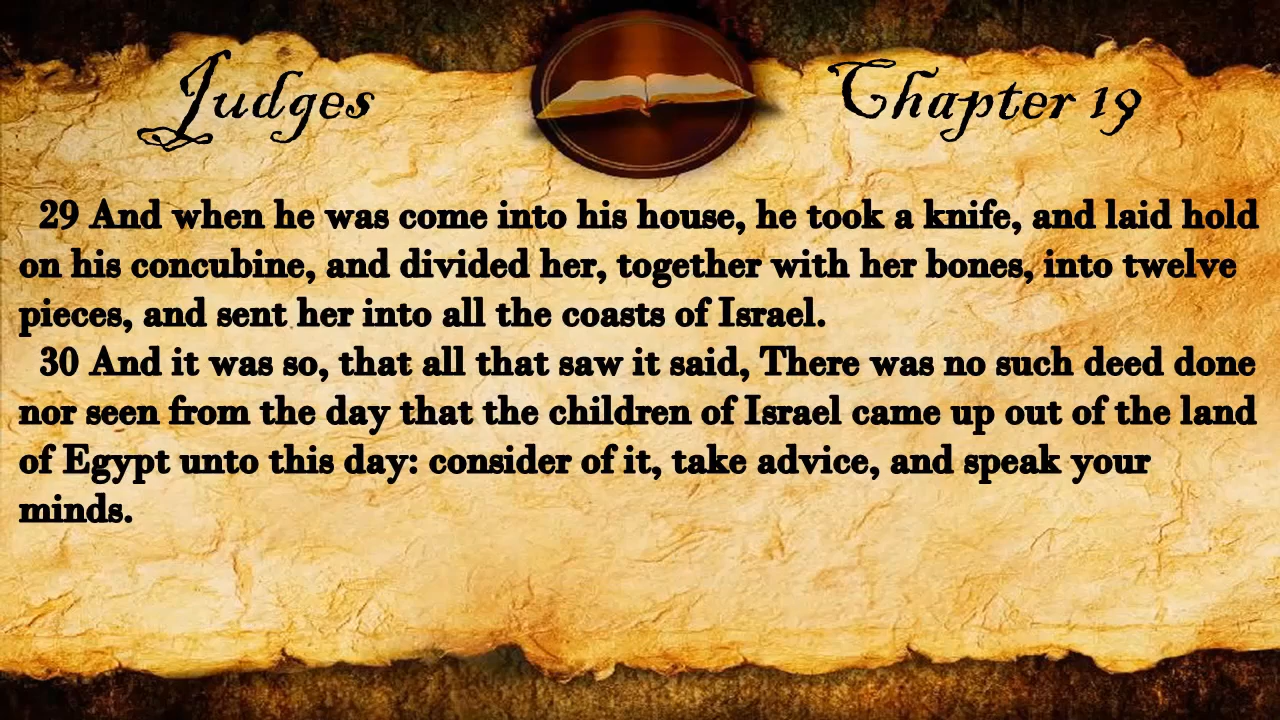 Judges Chapter 19
29 And when he was come into his house, he took a knife, and laid hold
on his concubine, and divided her, together with her bones, into twelve
pieces, and sent her into all the coasts of Israel.
30 And it was so, that all that saw it said, There was no such deed done
nor seen from the day that the children of Israel came up out of the land
of Egypt unto this day: consider of it, take advice, and speak your
minds.